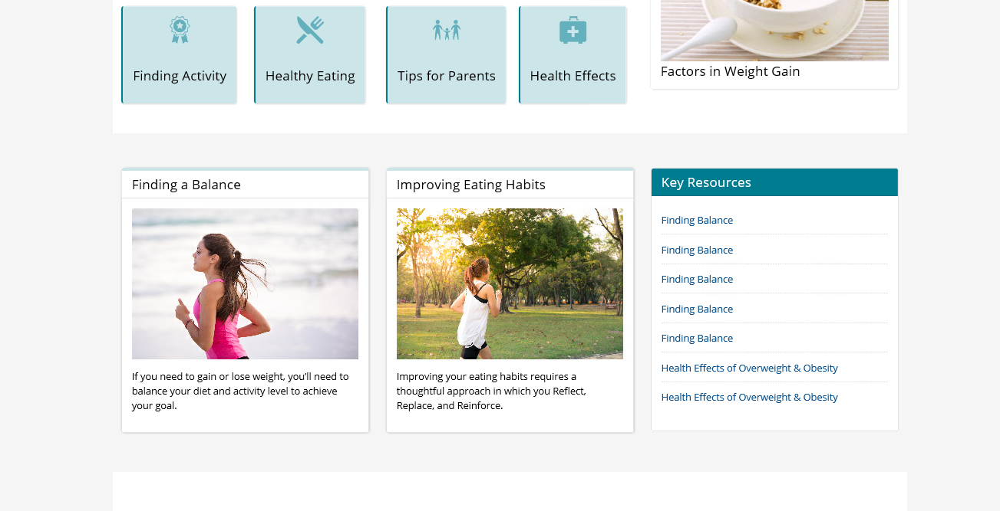 Finding Activity
Healthy Eating
Tips for Parents
Health Effects
Factors in Weight Gain
Finding a Balance
If you need to gain or lose weight, you'll need to
balance your diet and activity level to achieve
your goal.
Improving Eating Habits
Improving your eating habits requires a
thoughtful approach in which you Reflect,
Replace, and Reinforce.
Key Resources
Finding Balance
Finding Balance
Finding Balance
Finding Balance
Finding Balance
Health Effects of Overweight & Obesity
Health Effects of Overweight & Obesity